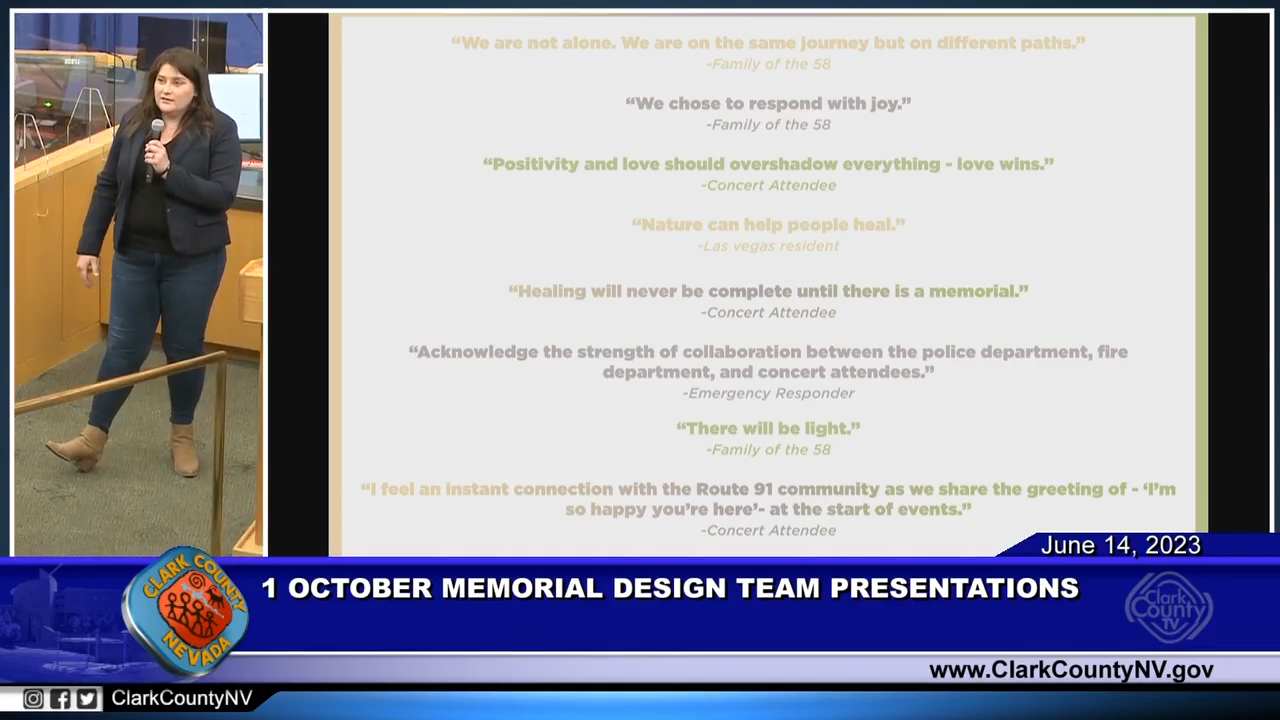 “We are not alone. We are on the same journey but on different paths.”
-Family of the 58
“We chose to respond with joy.”
-Family of the 58
“Positivity and love should overshadow everything - love wins.”
-Concert Attendee
“Nature can help people heal.”
-Las vegas resident
“Healing will never be complete until there is a memorial.”
-Concert Attendee
“Acknowledge the strength of collaboration between the police department, fire
department, and concert attendees.”
-Emergency Responder
“There will be light.”
-Family of the 58
“I feel an instant connection with the Route 91 community as we share the greeting of - ‘I’m
so happy you’re here’- at the start of events.”
-Concert Attendee
June 14, 2023
1 OCTOBER MEMORIAL DESIGN TEAM PRESENTATIONS
CLARK COUNTY
NEVADA
Clark
County
TV
www.ClarkCountyNV.gov
ClarkCountyNV